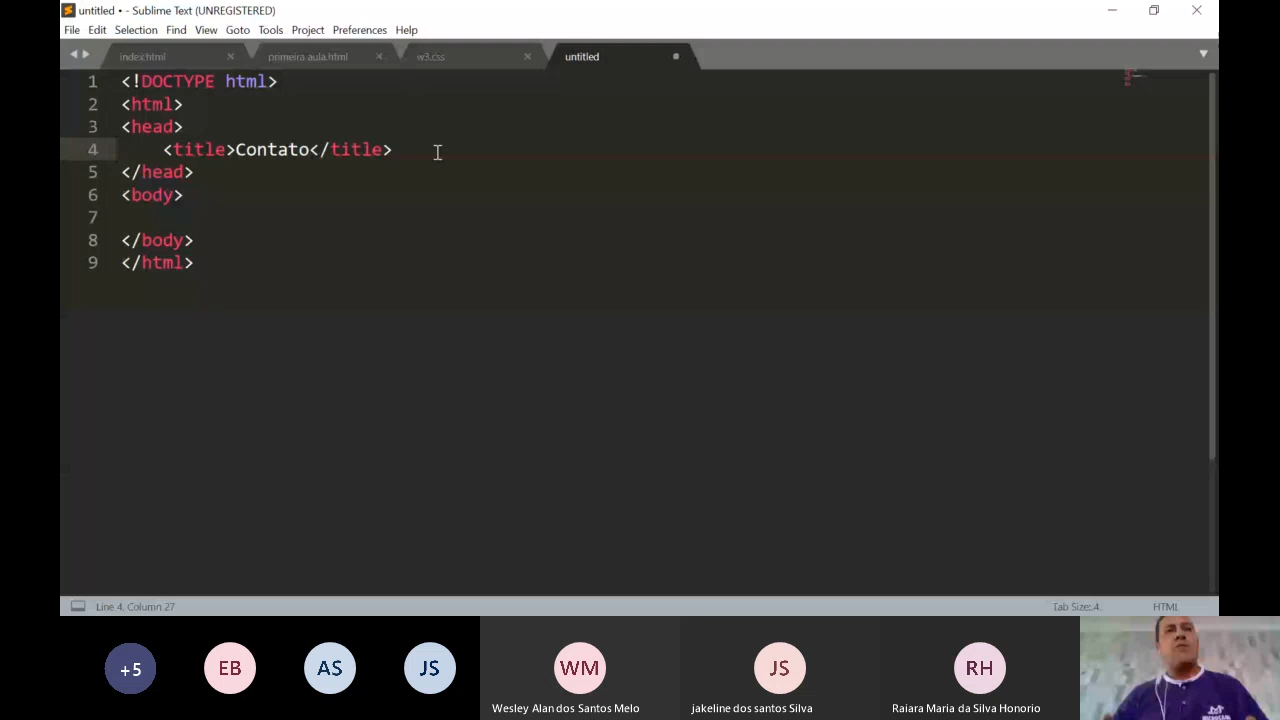 untitled • - Sublime Text (UNREGISTERED)
File Edit Selection Find View Goto Tools Project Preferences Help
index.html primeira aula.html w3.css untitled
1 <!DOCTYPE html>
2 <html>
3 <head>
4 <title>Contato</title>
5 </head>
6 <body>
7
8 </body>
9 </html>
Line 4, Column 27 Tab Size: 4 HTML
+5 EB AS JS WM JS RH
Wesley Alan dos Santos Melo jakeline dos santos Silva Raiara Maria da Silva Honorio